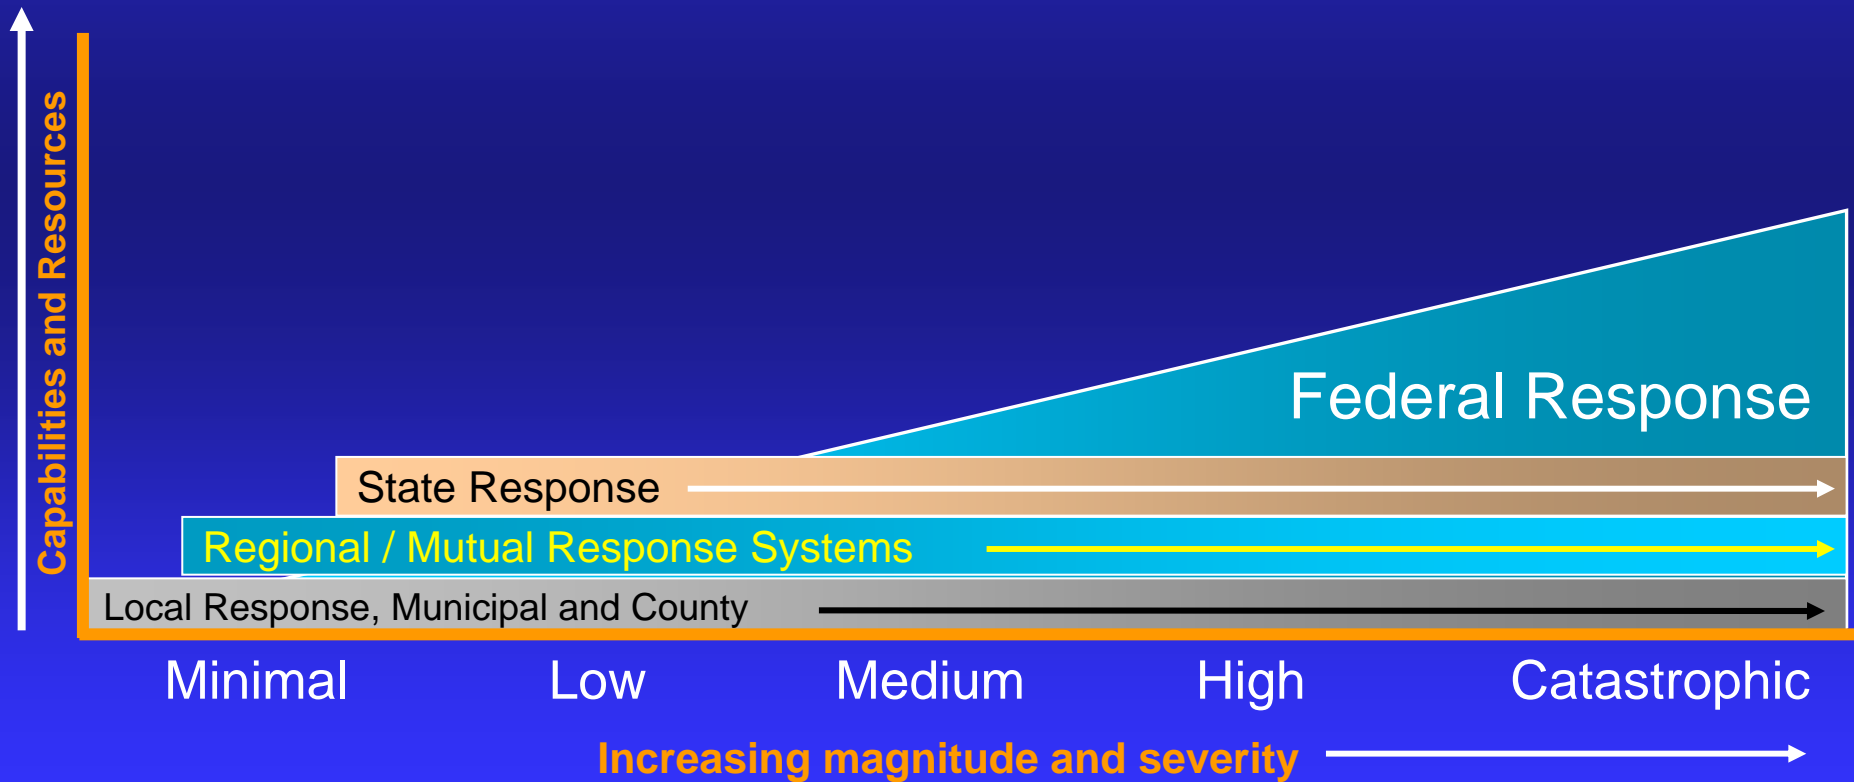 Capabilities and Resources
Federal Response
State Response
Regional / Mutual Response Systems
Local Response, Municipal and County
Minimal Low Medium High Catastrophic
Increasing magnitude and severity